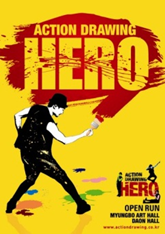 ACTION DRAWING
HERO
ACTION
DRAWING
HERO
OPEN RUN
MYUNGBO ART HALL
DAON HALL
www.actiondrawing.co.kr